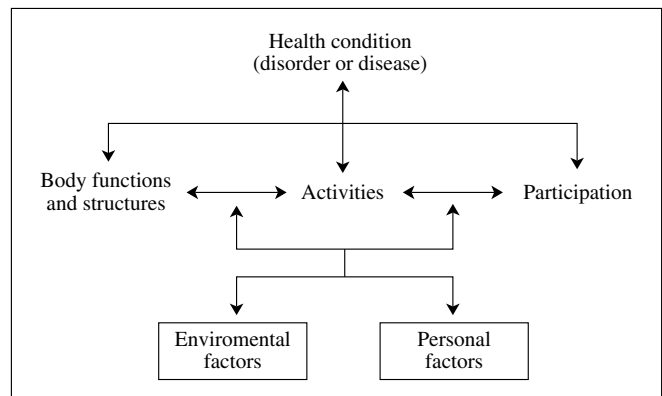 Health condition
(disorder or disease)
Body functions
and structures
Activities
Participation
Enviromental
factors
Personal
factors